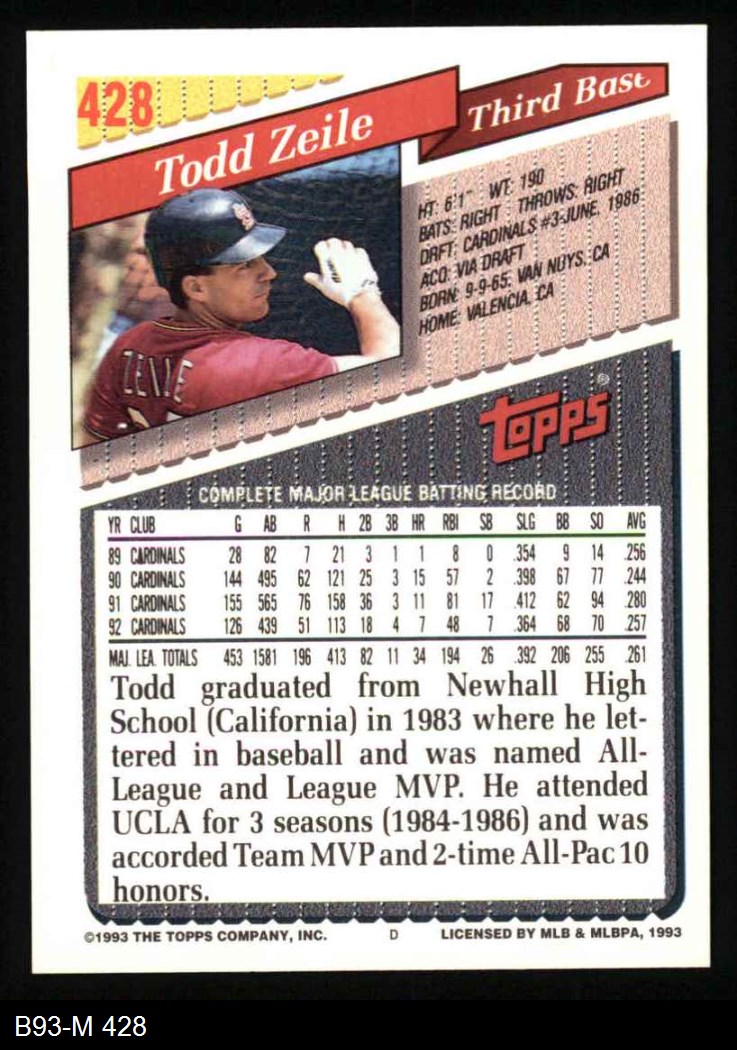 428
Todd Zeile
Third Base
HT: 6'1" WT: 190
BATS: RIGHT THROWS: RIGHT
DRFT: CARDINALS #3-JUNE, 1986
ACQ: VIA DRAFT
BORN: 9-9-65, VAN NUYS, CA
HOME: VALENCIA, CA
ZEILE
Topps®
COMPLETE MAJOR LEAGUE BATTING RECORD
YR CLUB G AB R H 2B 3B HR RBI SB SLG BB SO AVG
89 CARDINALS 28 82 7 21 3 1 1 8 0 .354 9 14 .256
90 CARDINALS 144 495 62 121 25 3 15 57 2 .398 67 77 .244
91 CARDINALS 155 565 76 158 36 3 11 81 17 .412 62 94 .280
92 CARDINALS 126 439 51 113 18 4 7 48 7 .364 68 70 .257
MAJ. LEA. TOTALS 453 1581 196 413 82 11 34 194 26 .392 206 255 .261
Todd graduated from Newhall High
School (California) in 1983 where he let-
tered in baseball and was named All-
League and League MVP. He attended
UCLA for 3 seasons (1984-1986) and was
accorded Team MVP and 2-time All-Pac 10
honors.
©1993 THE TOPPS COMPANY, INC. D LICENSED BY MLB & MLBPA, 1993
B93-M 428